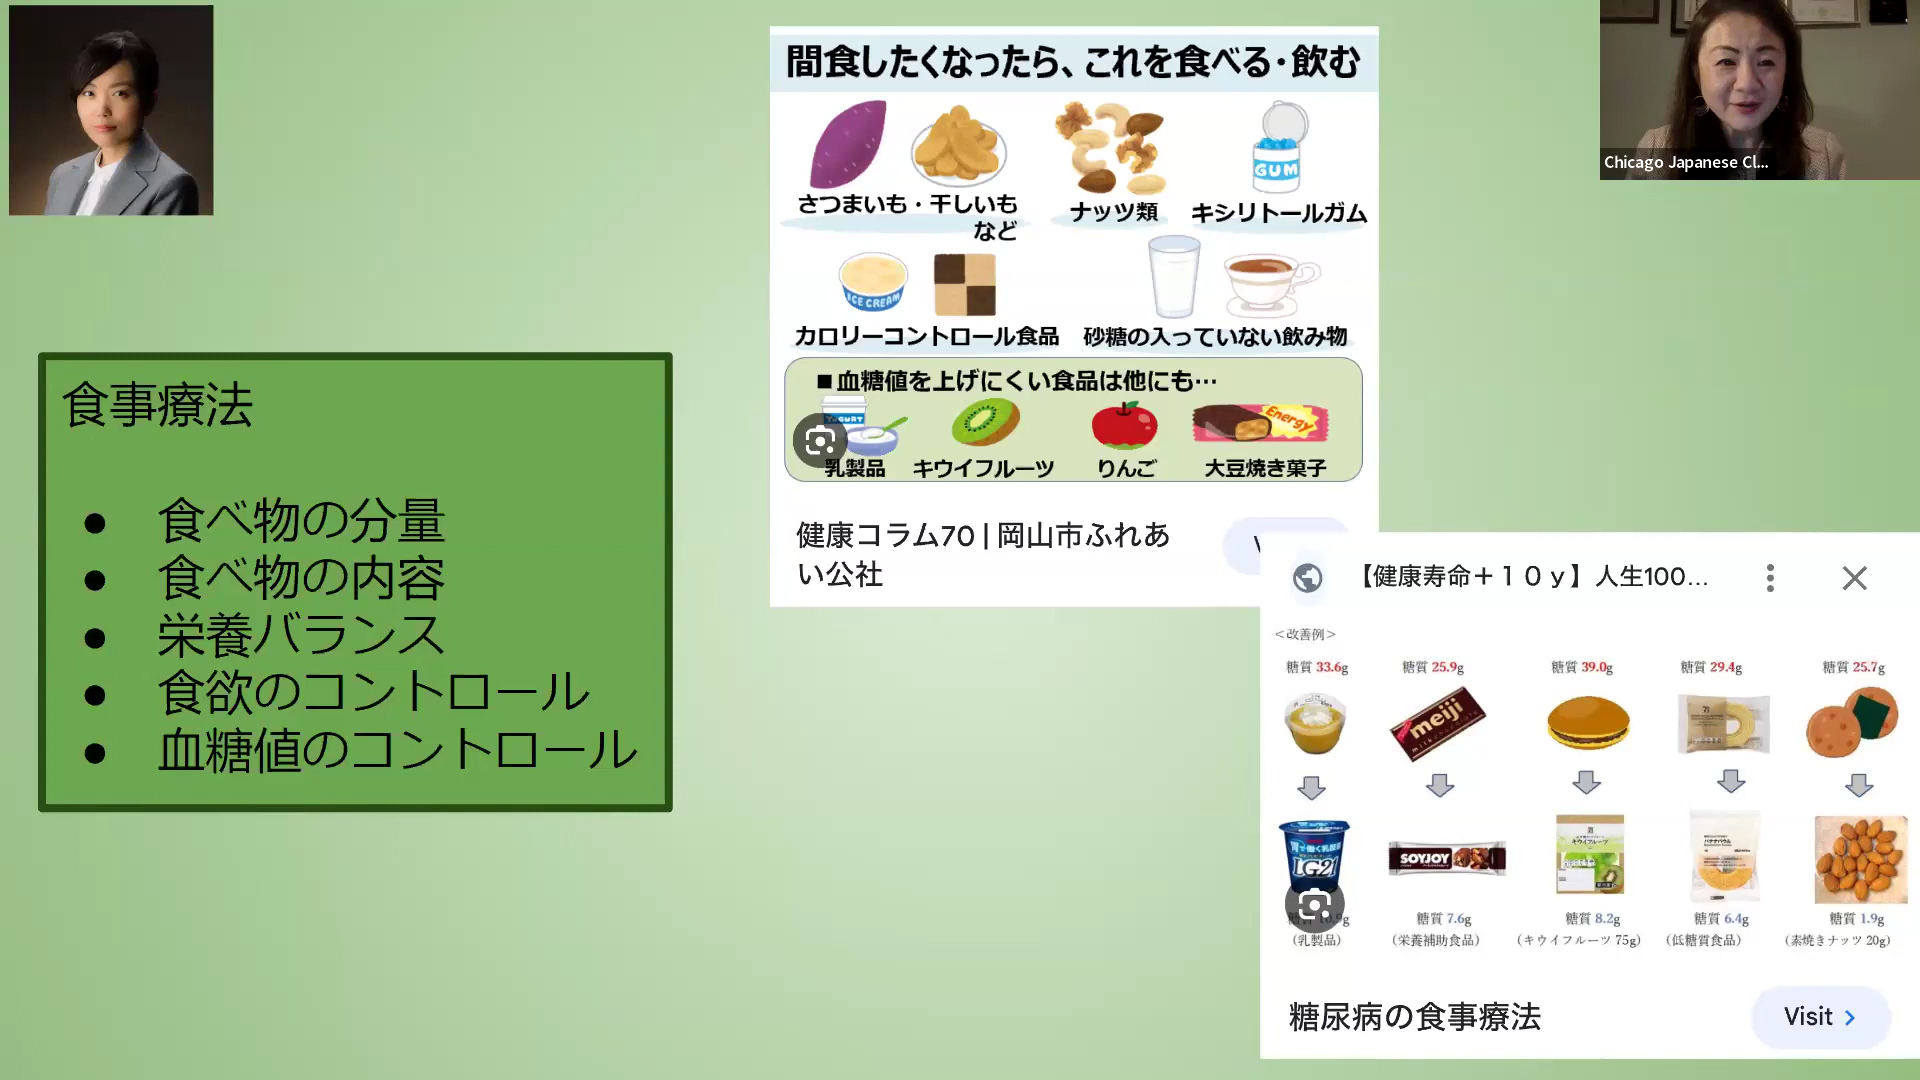 食事療法
● 食べ物の分量
● 食べ物の内容
● 栄養バランス
● 食欲のコントロール
● 血糖値のコントロール
間食したくなったら、これを食べる・飲む
さつまいも・干しいも
など
ナッツ類
GUM
キシリトールガム
ICE CREAM
カロリーコントロール食品
砂糖の入っていない飲み物
■血糖値を上げにくい食品は他にも…
YOGURT
Energy
乳製品
キウイフルーツ
りんご
大豆焼き菓子
健康コラム70 | 岡山市ふれあ
い公社
Chicago Japanese Cl...
【健康寿命＋１０ｙ】人生100...
＜改善例＞
糖質 33.6g
糖質 25.9g
糖質 39.0g
糖質 29.4g
糖質 25.7g
meiji
SOYJOY
キウイフルーツ
糖質 7.6g
糖質 8.2g
糖質 6.4g
糖質 1.9g
（乳製品）
（栄養補助食品）
（キウイフルーツ 75g）
（低糖質食品）
（素焼きナッツ 20g）
糖尿病の食事療法
Visit